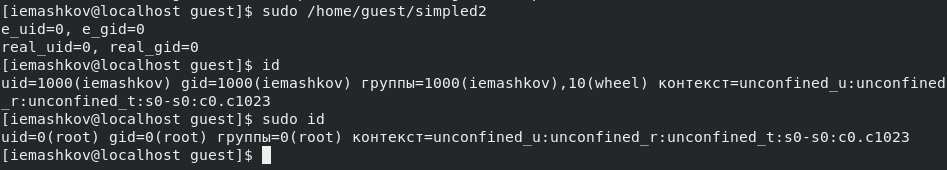 [iemashkov@localhost guest]$ sudo /home/guest/simpled2
e_uid=0, e_gid=0
real_uid=0, real_gid=0
[iemashkov@localhost guest]$ id
uid=1000(iemashkov) gid=1000(iemashkov) группы=1000(iemashkov),10(wheel) контекст=unconfined_u:unconfined
_r:unconfined_t:s0-s0:c0.c1023
[iemashkov@localhost guest]$ sudo id
uid=0(root) gid=0(root) группы=0(root) контекст=unconfined_u:unconfined_r:unconfined_t:s0-s0:c0.c1023
[iemashkov@localhost guest]$